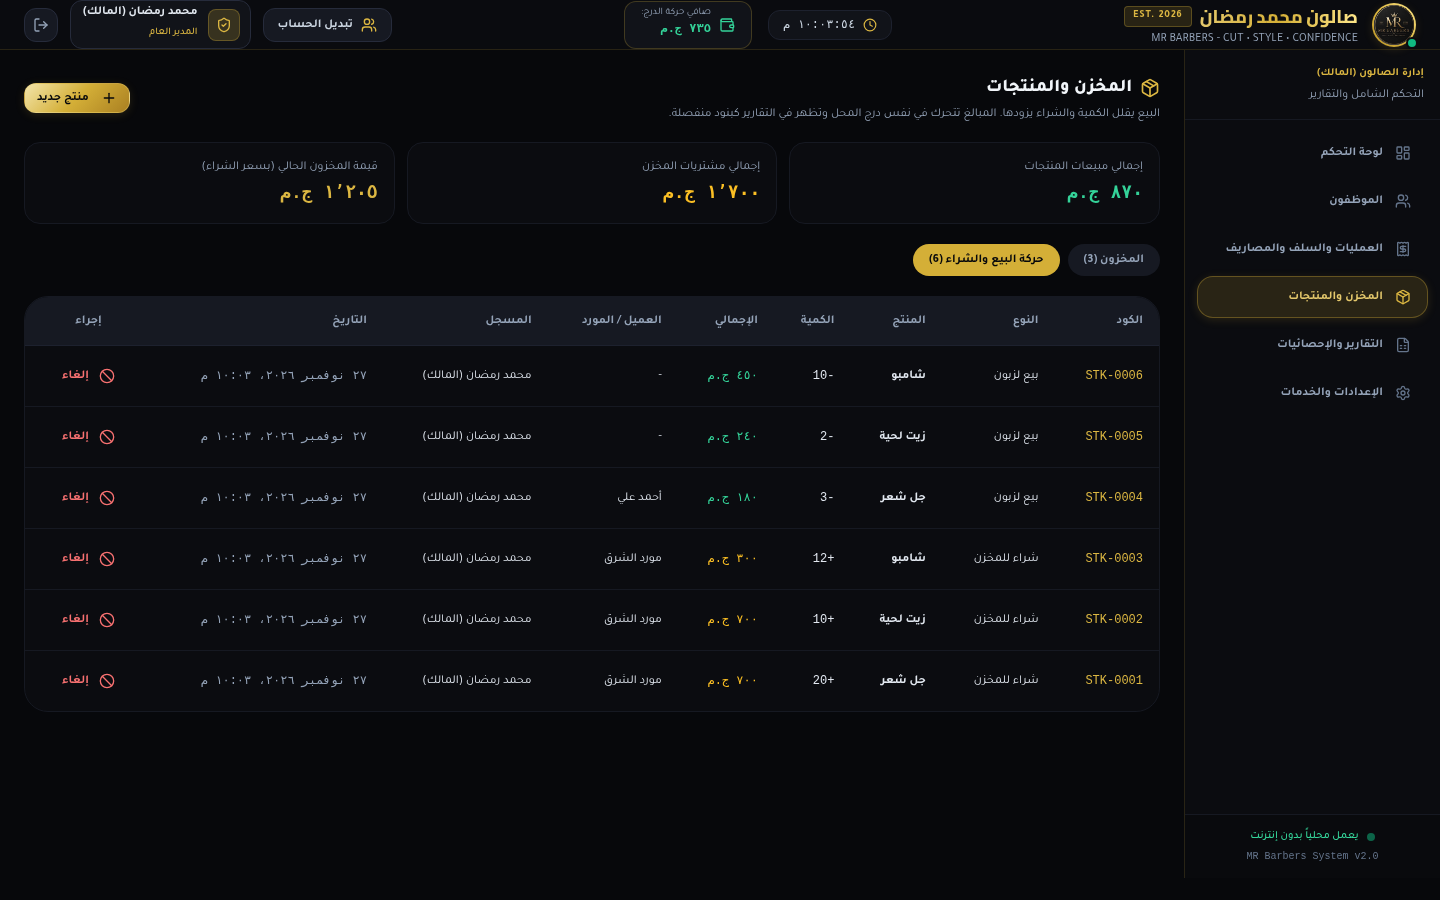 صالون محمد رمضان EST. 2026
MR BARBERS - CUT • STYLE • CONFIDENCE
١٠:٠٣:٥٤ م
صافي حركة الدرج:
٧٣٥ ج.م
تبديل الحساب
محمد رمضان (المالك)
المدير العام
إدارة الصالون (المالك)
التحكم الشامل والتقارير
لوحة التحكم
الموظفون
العمليات والسلف والمصاريف
المخزن والمنتجات
التقارير والإحصائيات
الإعدادات والخدمات
يعمل محلياً بدون إنترنت
MR Barbers System v2.0
المخزن والمنتجات
البيع يقلل الكمية والشراء يزودها. المبالغ تتحرك في نفس درج المحل وتظهر في التقارير كبنود منفصلة.
منتج جديد
إجمالي مبيعات المنتجات
٨٧٠ ج.م
إجمالي مشتريات المخزن
١٬٧٠٠ ج.م
قيمة المخزون الحالي (بسعر الشراء)
١٬٢٠٥ ج.م
المخزون (3)
حركة البيع والشراء (6)
الكود النوع المنتج الكمية الإجمالي العميل / المورد المسجل التاريخ إجراء
STK-0006 بيع لزبون شامبو -10 ٤٥٠ ج.م - محمد رمضان (المالك) ٢٧ نوفمبر ٢٠٢٦، ١٠:٠٣ م إلغاء
STK-0005 بيع لزبون زيت لحية -2 ٢٤٠ ج.م - محمد رمضان (المالك) ٢٧ نوفمبر ٢٠٢٦، ١٠:٠٣ م إلغاء
STK-0004 بيع لزبون جل شعر -3 ١٨٠ ج.م أحمد علي محمد رمضان (المالك) ٢٧ نوفمبر ٢٠٢٦، ١٠:٠٣ م إلغاء
STK-0003 شراء للمخزن شامبو +12 ٣٠٠ ج.م مورد الشرق محمد رمضان (المالك) ٢٧ نوفمبر ٢٠٢٦، ١٠:٠٣ م إلغاء
STK-0002 شراء للمخزن زيت لحية +10 ٧٠٠ ج.م مورد الشرق محمد رمضان (المالك) ٢٧ نوفمبر ٢٠٢٦، ١٠:٠٣ م إلغاء
STK-0001 شراء للمخزن جل شعر +20 ٧٠٠ ج.م مورد الشرق محمد رمضان (المالك) ٢٧ نوفمبر ٢٠٢٦، ١٠:٠٣ م إلغاء